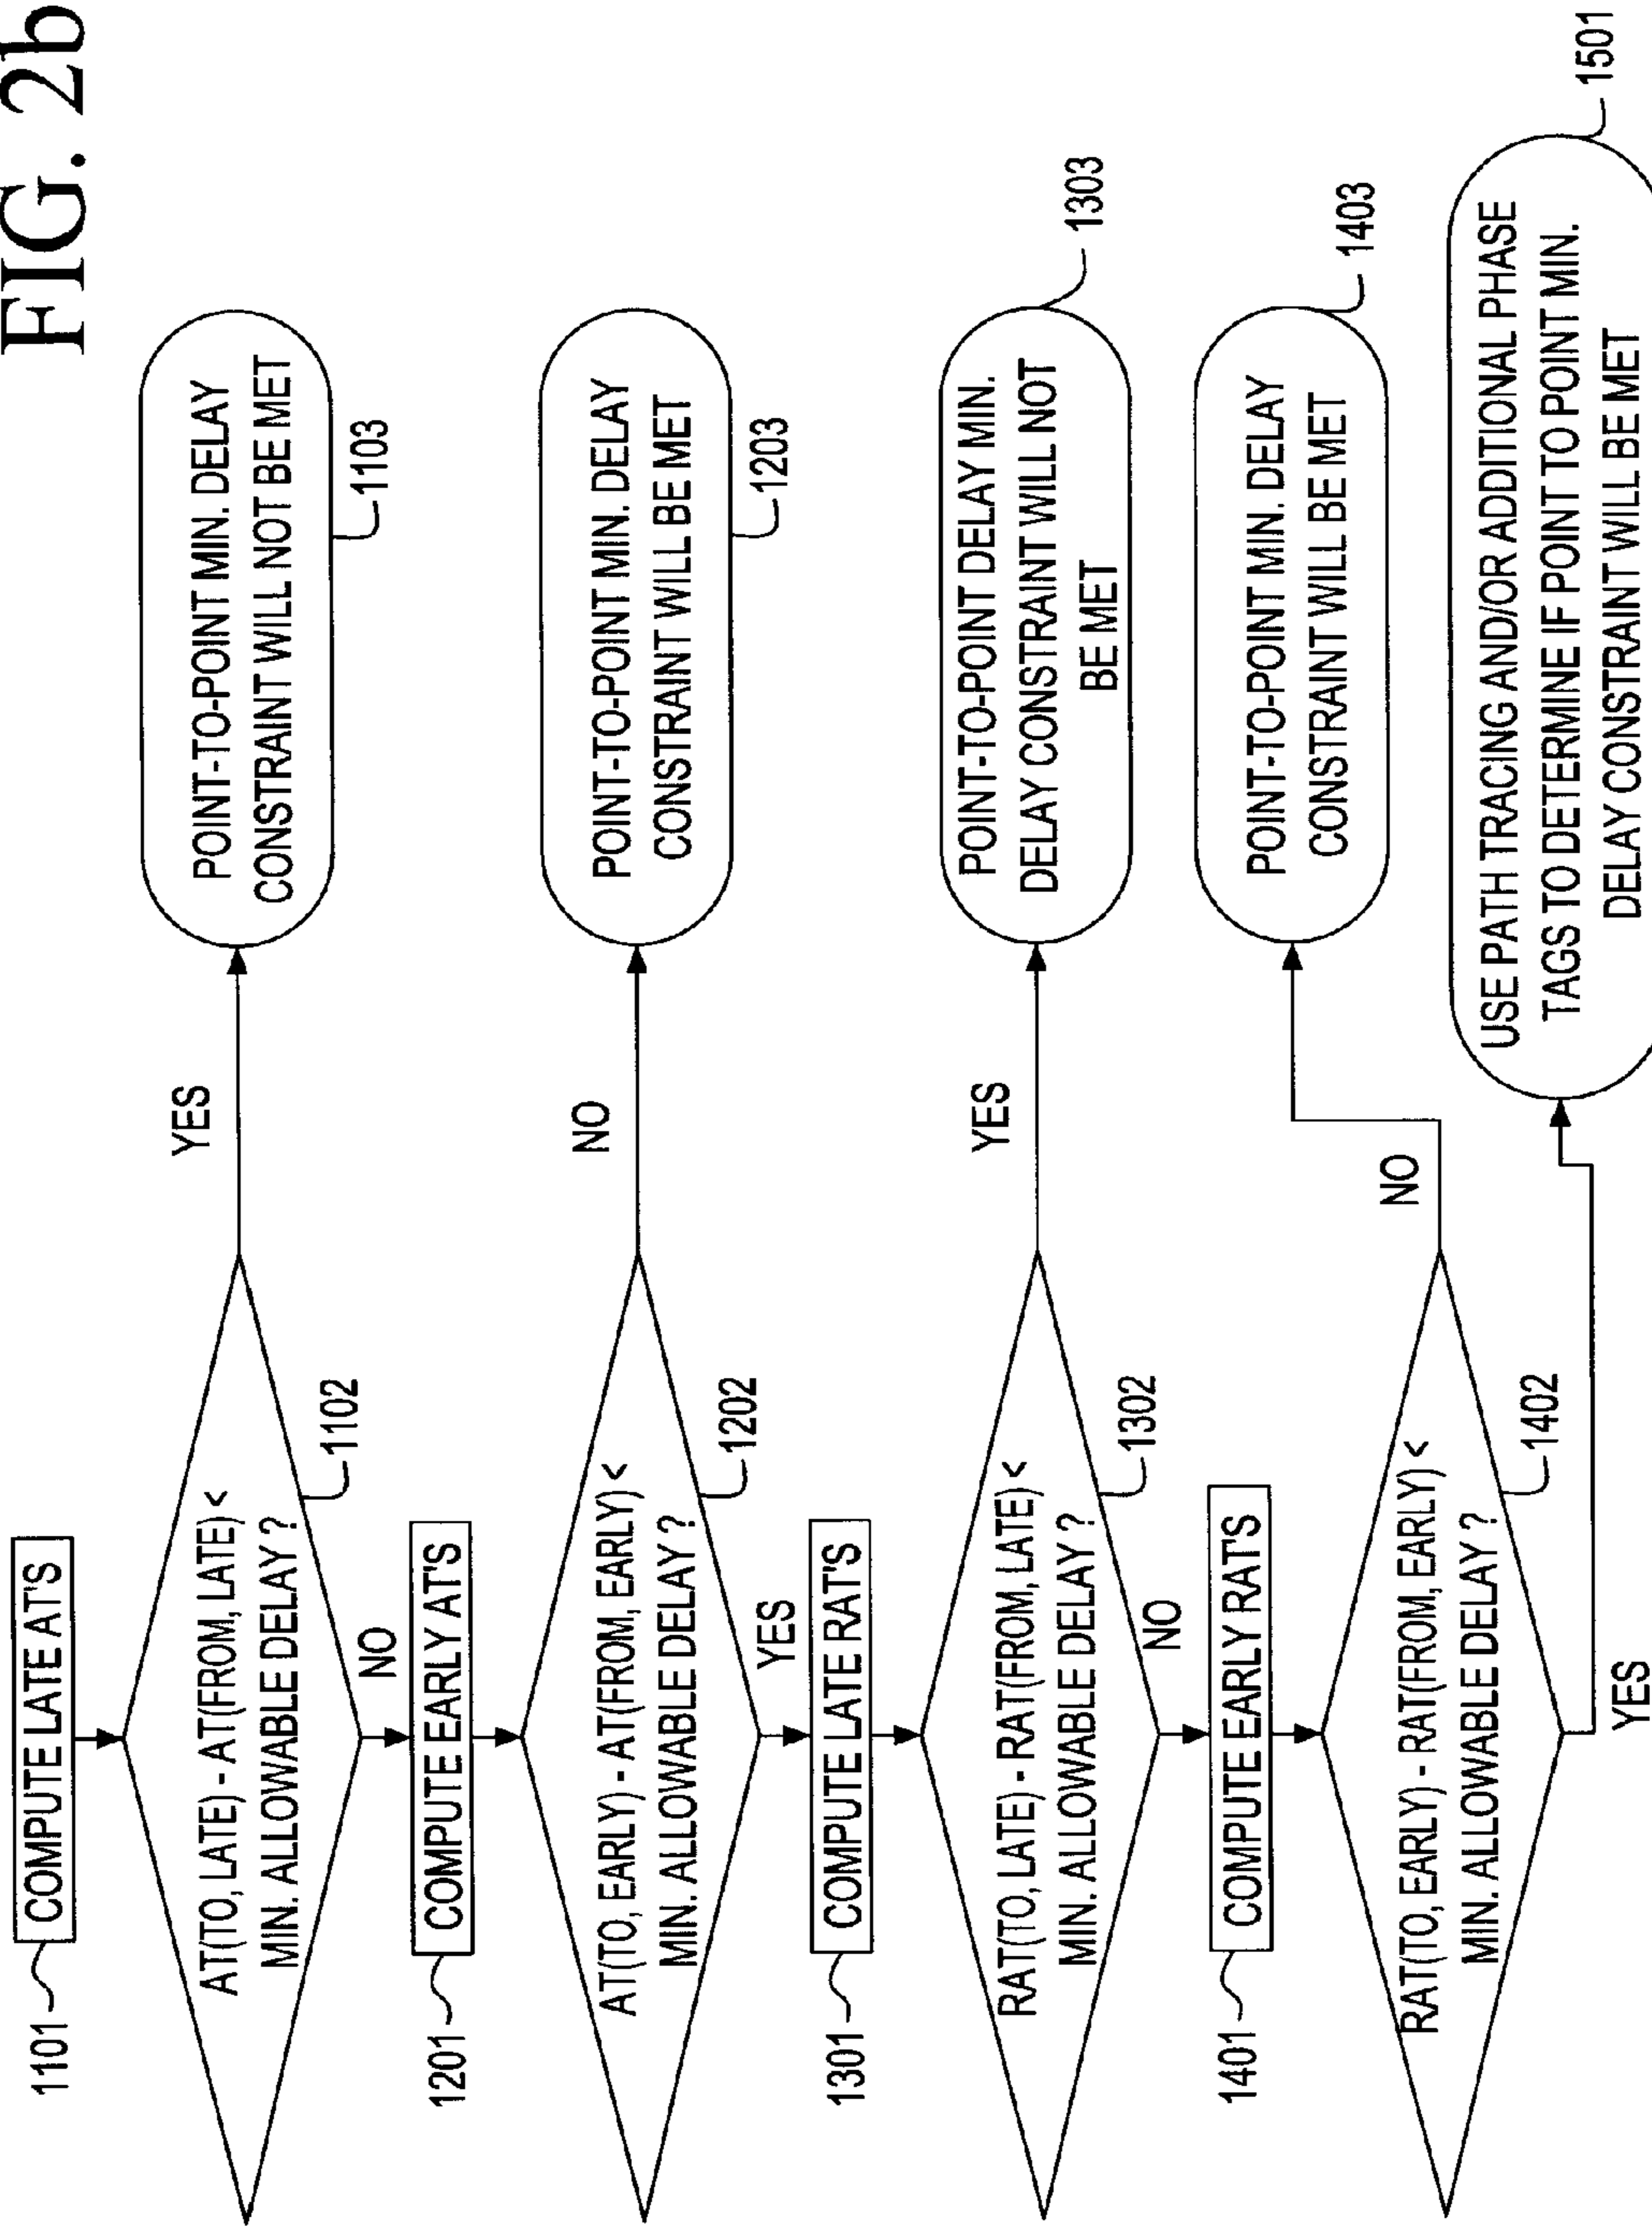 FIG. 2b
1101
COMPUTE LATE AT'S
AT(TO, LATE) - AT(FROM, LATE) <
MIN. ALLOWABLE DELAY ?
1102
YES
POINT-TO-POINT MIN. DELAY
CONSTRAINT WILL NOT BE MET
1103
NO
1201
COMPUTE EARLY AT'S
AT(TO, EARLY) - AT(FROM, EARLY) <
MIN. ALLOWABLE DELAY ?
1202
NO
POINT-TO-POINT MIN. DELAY
CONSTRAINT WILL BE MET
1203
YES
1301
COMPUTE LATE RAT'S
RAT(TO, LATE) - RAT(FROM, LATE) <
MIN. ALLOWABLE DELAY ?
1302
YES
POINT-TO-POINT DELAY MIN.
DELAY CONSTRAINT WILL NOT
BE MET
1303
NO
1401
COMPUTE EARLY RAT'S
RAT(TO, EARLY) - RAT(FROM, EARLY) <
MIN. ALLOWABLE DELAY ?
1402
NO
POINT-TO-POINT MIN. DELAY
CONSTRAINT WILL BE MET
1403
YES
USE PATH TRACING AND/OR ADDITIONAL PHASE
TAGS TO DETERMINE IF POINT TO POINT MIN.
DELAY CONSTRAINT WILL BE MET
1501